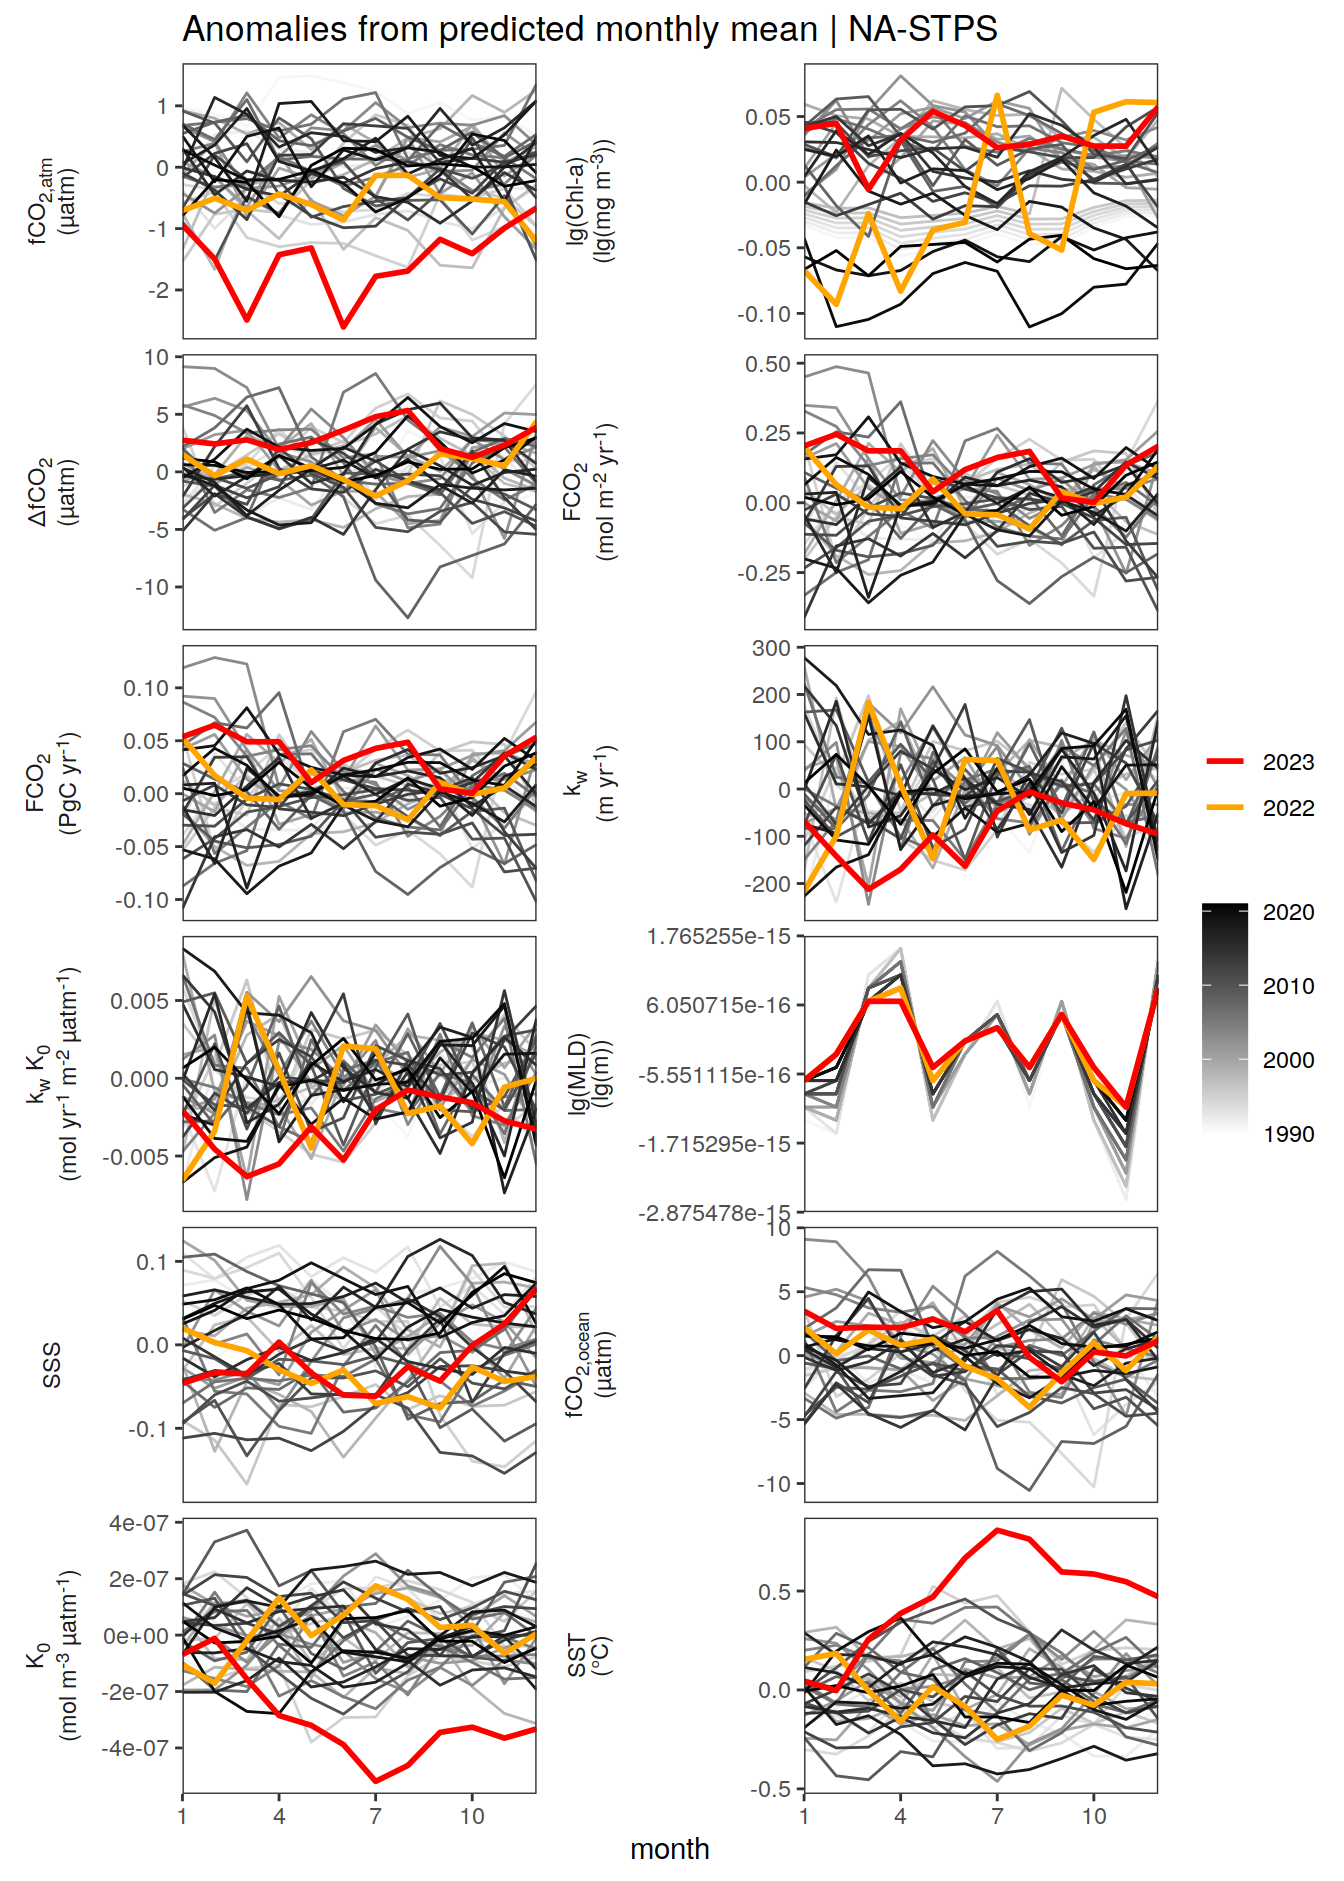 Anomalies from predicted monthly mean | NA-STPS
fCO2,atm
(µatm)
1
0
-1
-2
lg(Chl-a)
(lg(mg m-3))
0.05
0.00
-0.05
-0.10
ΔfCO2
(µatm)
10
5
0
-5
-10
FCO2
(mol m-2 yr-1)
0.50
0.25
0.00
-0.25
FCO2
(PgC yr-1)
0.10
0.05
0.00
-0.05
-0.10
kw
(m yr-1)
300
200
100
0
-100
-200
kw K0
(mol yr-1 m-2 µatm-1)
0.005
0.000
-0.005
lg(MLD)
(lg(m))
1.765255e-15
6.050715e-16
-5.551115e-16
-1.715295e-15
-2.875478e-15
SSS
0.1
0.0
-0.1
fCO2,ocean
(µatm)
10
5
0
-5
-10
K0
(mol m-3 µatm-1)
4e-07
2e-07
0e+00
-2e-07
-4e-07
SST
(°C)
0.5
0.0
-0.5
1 4 7 10
1 4 7 10
month
2023
2022
2020
2010
2000
1990